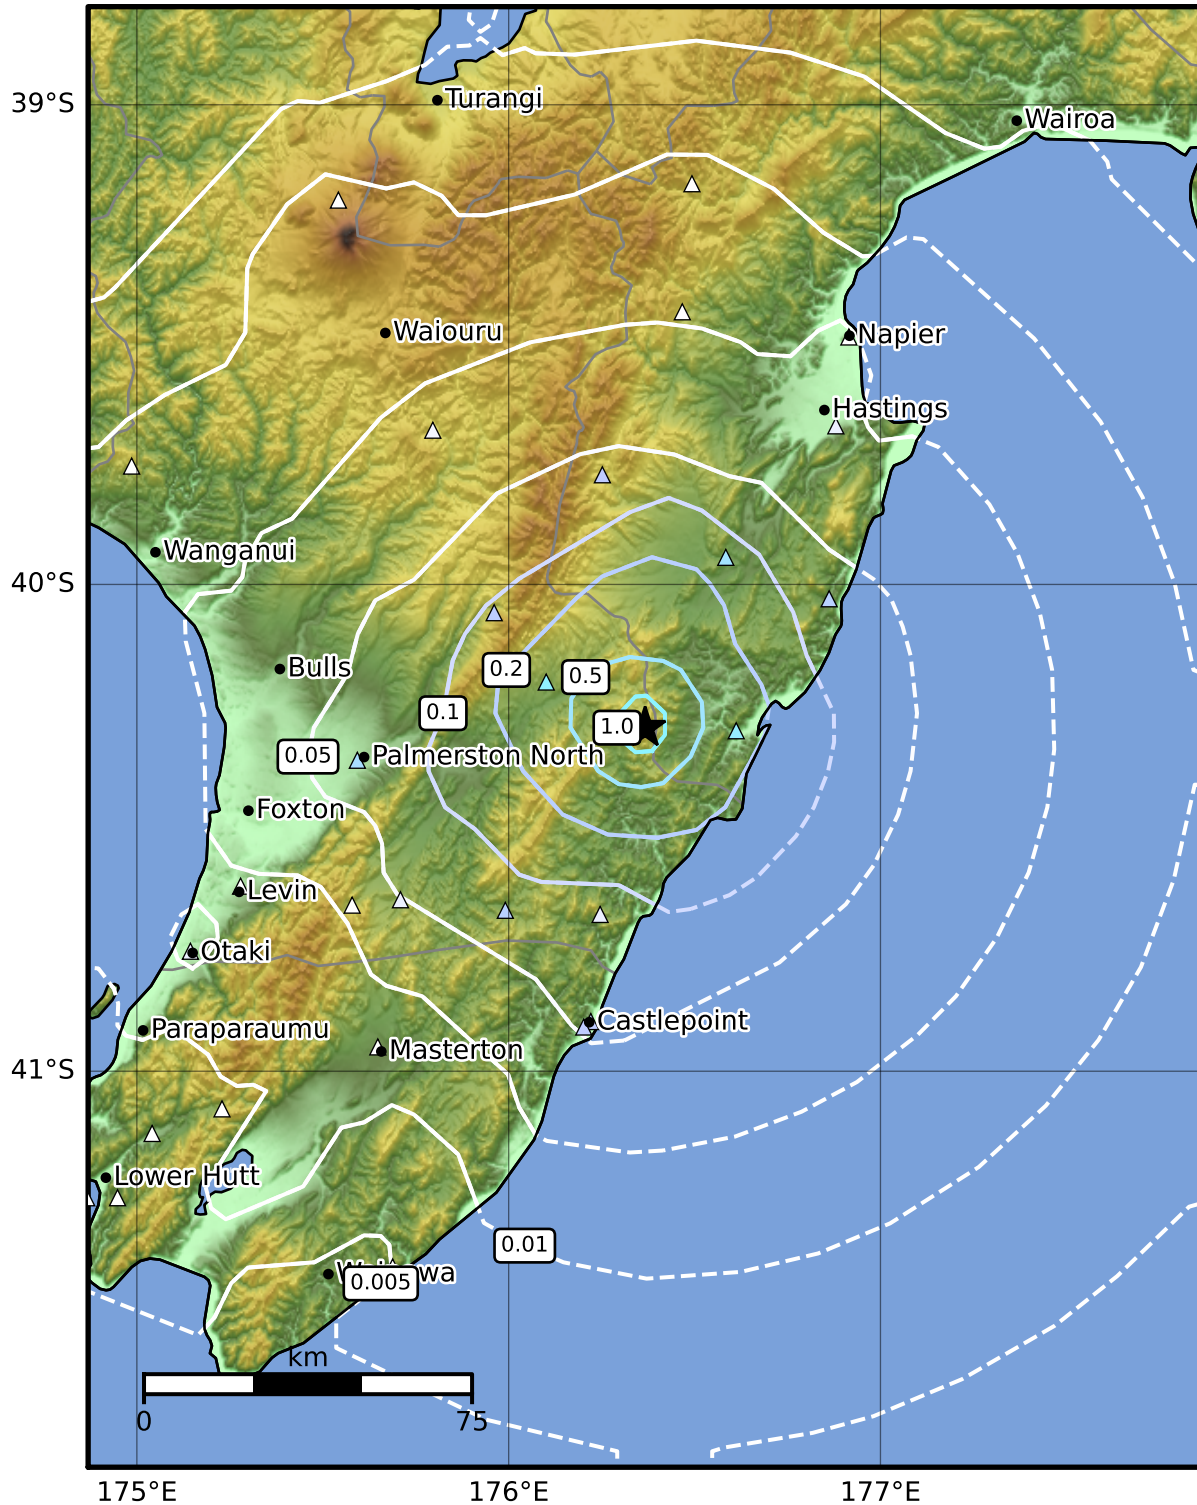 39°S
Turangi
Wairoa
Waiouru
Napier
Hastings
Wanganui
40°S
Bulls
0.2
0.5
0.1
1.0
0.05
Palmerston North
Foxton
Levin
Otaki
Castlepoint
Paraparaumu
Masterton
41°S
Lower Hutt
0.01
0.005
km
0
75
175°E
176°E
177°E